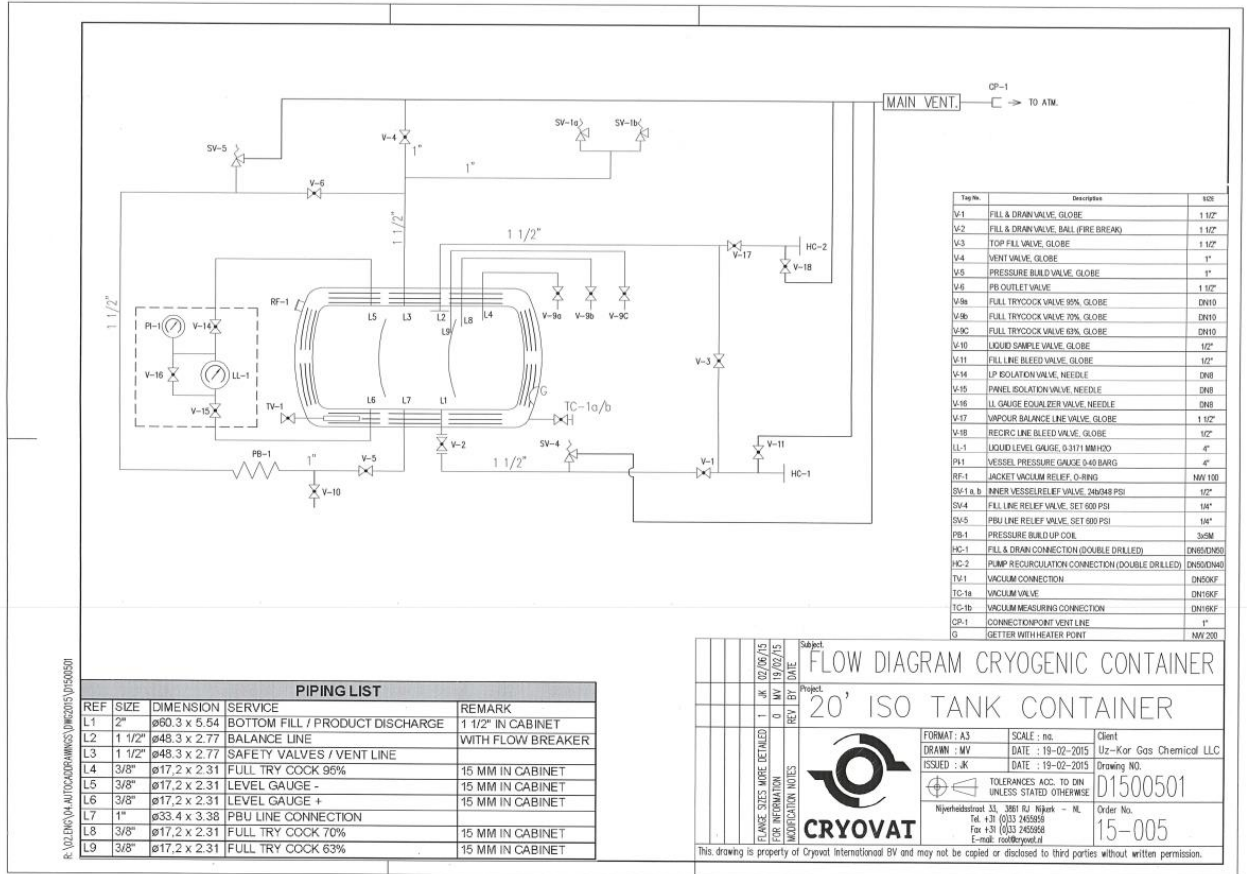 CP-1
MAIN VENT.
TO ATM.
SV-1a
SV-1b
V-4
1"
SV-5
1"
V-6
1 1/2"
1 1/2"
HC-2
V-17
V-18
1 1/2"
RF-1
L5
L3
L2
L8
L4
L9
V-9a
V-9b
V-9C
PI-1
V-14
V-3
V-16
LL-1
G
V-15
TV-1
L6
L7
L1
TC-1a/b
V-2
SV-4
V-11
PB-1
1"
V-5
1 1/2"
V-1
HC-1
V-10
Tag No. Description SIZE
V-1 FILL & DRAIN VALVE, GLOBE 1 1/2"
V-2 FILL & DRAIN VALVE, BALL (FIRE BREAK) 1 1/2"
V-3 TOP FILL VALVE, GLOBE 1 1/2"
V-4 VENT VALVE, GLOBE 1"
V-5 PRESSURE BUILD VALVE, GLOBE 1"
V-6 PB OUTLET VALVE 1 1/2"
V-9a FULL TRYCOCK VALVE 95%, GLOBE DN10
V-9b FULL TRYCOCK VALVE 70%, GLOBE DN10
V-9C FULL TRYCOCK VALVE 63%, GLOBE DN10
V-10 LIQUID SAMPLE VALVE, GLOBE 1/2"
V-11 FILL LINE BLEED VALVE, GLOBE 1/2"
V-14 LP ISOLATION VALVE, NEEDLE DN8
V-15 PANEL ISOLATION VALVE, NEEDLE DN8
V-16 LL GAUGE EQUALIZER VALVE, NEEDLE DN8
V-17 VAPOUR BALANCE LINE VALVE, GLOBE 1 1/2"
V-18 RECIRC LINE BLEED VALVE, GLOBE 1/2"
LL-1 LIQUID LEVEL GAUGE, 0-3171 MMH2O 4"
PI-1 VESSEL PRESSURE GAUGE 0-40 BARG 4"
RF-1 JACKET VACUUM RELIEF, O-RING NW 100
SV-1 a, b INNER VESSELRELIEF VALVE, 24b/348 PSI 1/2"
SV-4 FILL LINE RELIEF VALVE, SET 600 PSI 1/4"
SV-5 PBU LINE RELIEF VALVE, SET 600 PSI 1/4"
PB-1 PRESSURE BUILD UP COIL 3x5M
HC-1 FILL & DRAIN CONNECTION (DOUBLE DRILLED) DN65/DN50
HC-2 PUMP RECURCULATION CONNECTION (DOUBLE DRILLED) DN50/DN40
TV-1 VACUUM CONNECTION DN50KF
TC-1a VACUUM VALVE DN16KF
TC-1b VACUUM MEASURING CONNECTION DN16KF
CP-1 CONNECTIONPOINT VENT LINE 1"
G GETTER WITH HEATER POINT NW 200
R:\02.ENG\04.AUTOCADDRAWINGS\DWG2015\D1500501
PIPING LIST
REF SIZE DIMENSION SERVICE REMARK
L1 2" ø60.3 x 5.54 BOTTOM FILL / PRODUCT DISCHARGE 1 1/2" IN CABINET
L2 1 1/2" ø48.3 x 2.77 BALANCE LINE WITH FLOW BREAKER
L3 1 1/2" ø48.3 x 2.77 SAFETY VALVES / VENT LINE
L4 3/8" ø17,2 x 2.31 FULL TRY COCK 95% 15 MM IN CABINET
L5 3/8" ø17,2 x 2.31 LEVEL GAUGE - 15 MM IN CABINET
L6 3/8" ø17,2 x 2.31 LEVEL GAUGE + 15 MM IN CABINET
L7 1" ø33.4 x 3.38 PBU LINE CONNECTION
L8 3/8" ø17,2 x 2.31 FULL TRY COCK 70% 15 MM IN CABINET
L9 3/8" ø17,2 x 2.31 FULL TRY COCK 63% 15 MM IN CABINET
FLANGE SIZES MORE DETAILED 1 JK 02/06/15
FOR INFORMATION 0 MV 19/02/15
MODIFICATION NOTES REV BY DATE
Subject.
FLOW DIAGRAM CRYOGENIC CONTAINER
Project.
20' ISO TANK CONTAINER
CRYOVAT
FORMAT : A3 SCALE : na. Client
DRAWN : MV DATE : 19-02-2015 Uz-Kor Gas Chemical LLC
ISSUED : JK DATE : 19-02-2015 Drawing NO.
TOLERANCES ACC. TO DIN
UNLESS STATED OTHERWISE
D1500501
Nijverheidsstraat 33, 3861 RJ Nijkerk - NL
Tel. +31 (0)33 2455959
Fax +31 (0)33 2455958
E-mail: root@cryovat.nl
Order No.
15-005
This. drawing is property of Cryovat Internationaal BV and may not be copied or disclosed to third parties without written permission.